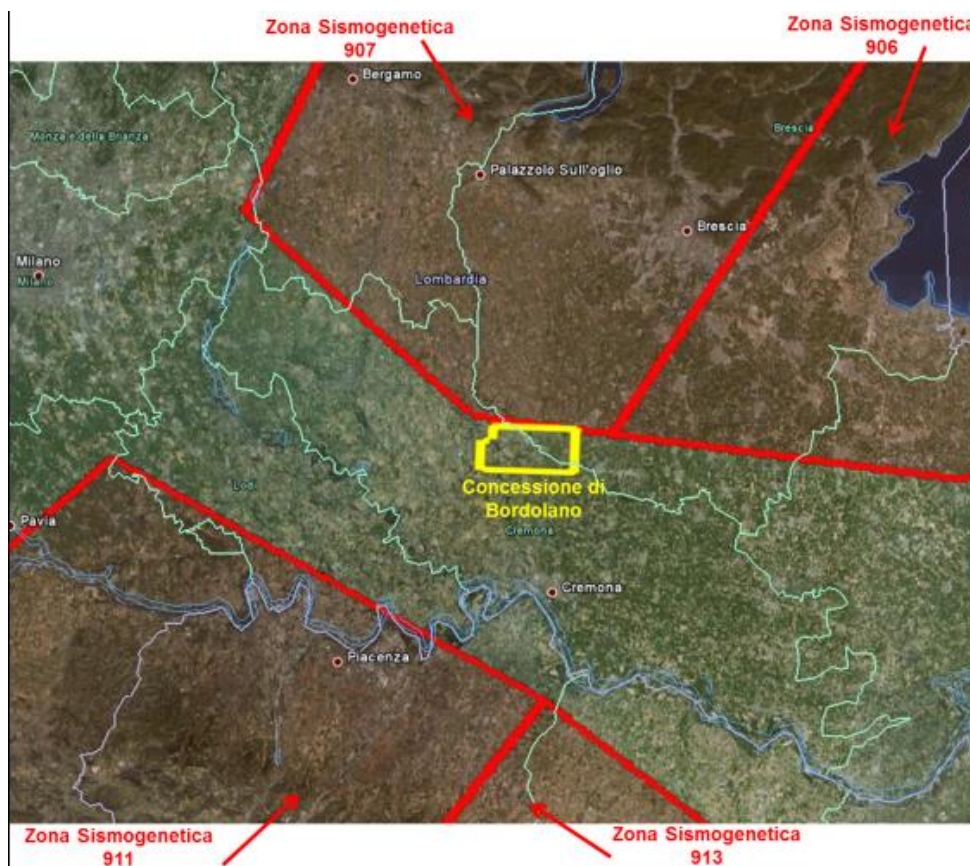 Zona Sismogenetica
907
Zona Sismogenetica
906
Bergamo
Monza e della Brianza
Brescia
Palazzolo Sull'oglio
Brescia
Milano
Milano
Lombardia
Concessione di
Bordolano
Lodi
Cremona
Pavia
Cremona
Piacenza
Zona Sismogenetica
911
Zona Sismogenetica
913